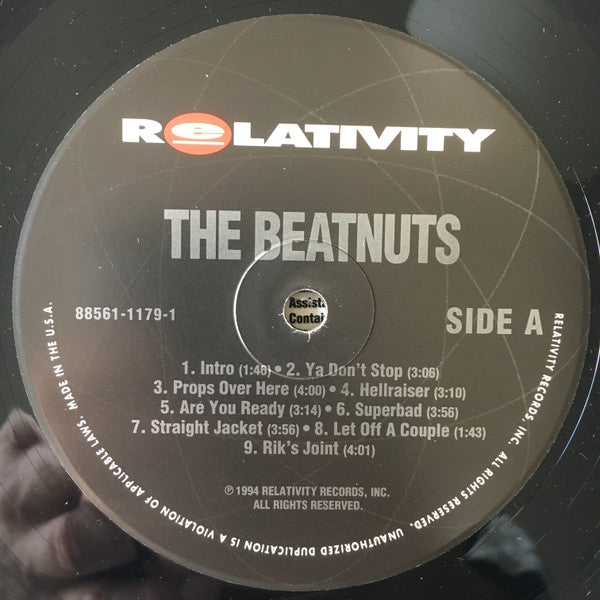 RELATIVITY
THE BEATNUTS
Assist
Contai
88561-1179-1
SIDE A
1. Intro (1:46) • 2. Ya Don't Stop (3:06)
3. Props Over Here (4:00) • 4. Hellraiser (3:10)
5. Are You Ready (3:14) • 6. Superbad (3:56)
7. Straight Jacket (3:56) • 8. Let Off A Couple (1:43)
9. Rik's Joint (4:01)
℗1994 RELATIVITY RECORDS, INC.
ALL RIGHTS RESERVED.
RELATIVITY RECORDS, INC. ALL RIGHTS RESERVED. UNAUTHORIZED DUPLICATION IS A VIOLATION OF APPLICABLE LAWS. MADE IN THE U.S.A.